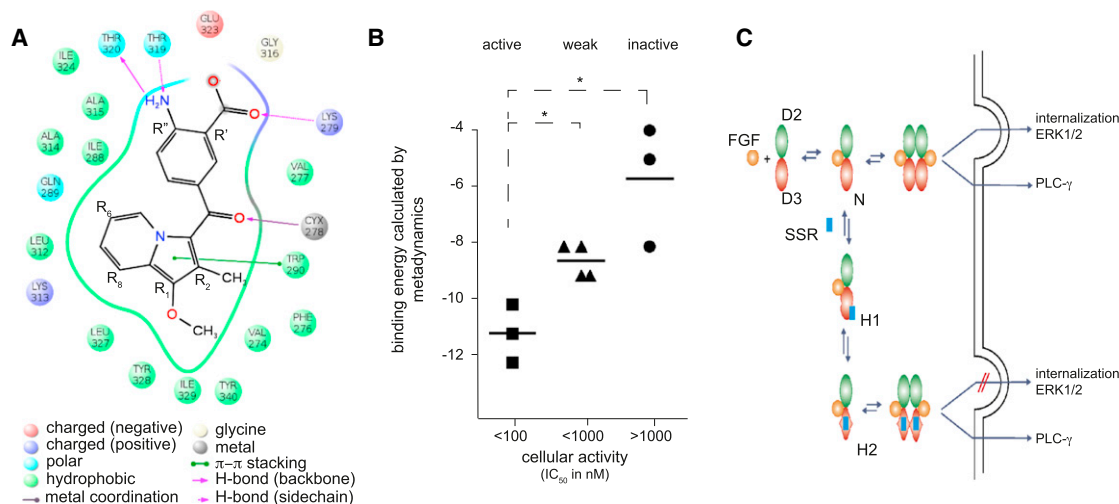 A
GLU
323
THR
320
THR
319
GLY
316
ILE
324
ALA
315
H₂N
O
O
LYS
279
R''
R'
ALA
314
ILE
288
VAL
277
GLN
289
R₆
O
CYX
278
N
LEU
312
TRP
290
R₈
R₂
CH₃
R₁
LYS
313
O
CH₃
PHE
276
LEU
327
VAL
274
TYR
328
ILE
329
TYR
340
charged (negative)
charged (positive)
polar
hydrophobic
metal coordination
glycine
metal
π–π stacking
H-bond (backbone)
H-bond (sidechain)
B
active
weak
inactive
*
*
binding energy calculated by
metadynamics
-4
-6
-8
-10
-12
<100
<1000
>1000
cellular activity
(IC₅₀ in nM)
C
D2
FGF
+
D3
N
internalization
ERK1/2
PLC-γ
SSR
H1
H2
internalization
ERK1/2
PLC-γ